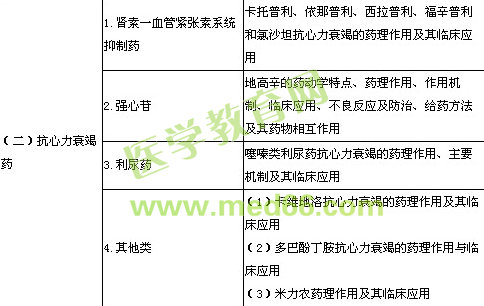 （二）抗心力衰竭
药
1.肾素一血管紧张素系统
抑制药
卡托普利、依那普利、西拉普利、福辛普利
和氯沙坦抗心力衰竭的药理作用及其临床应
用
2.强心苷
地高辛的药动学特点、药理作用、作用机
制、临床应用、不良反应及防治、给药方法
及其药物相互作用
3.利尿药
噻嗪类利尿药抗心力衰竭的药理作用、主要
机制及其临床应用
4.其他类
（1）卡维地洛抗心力衰竭的药理作用及其临
床应用
（2）多巴酚丁胺抗心力衰竭的药理作用与临
床应用
（3）米力农药理作用及其临床应用
医学教育网
www.med66.com